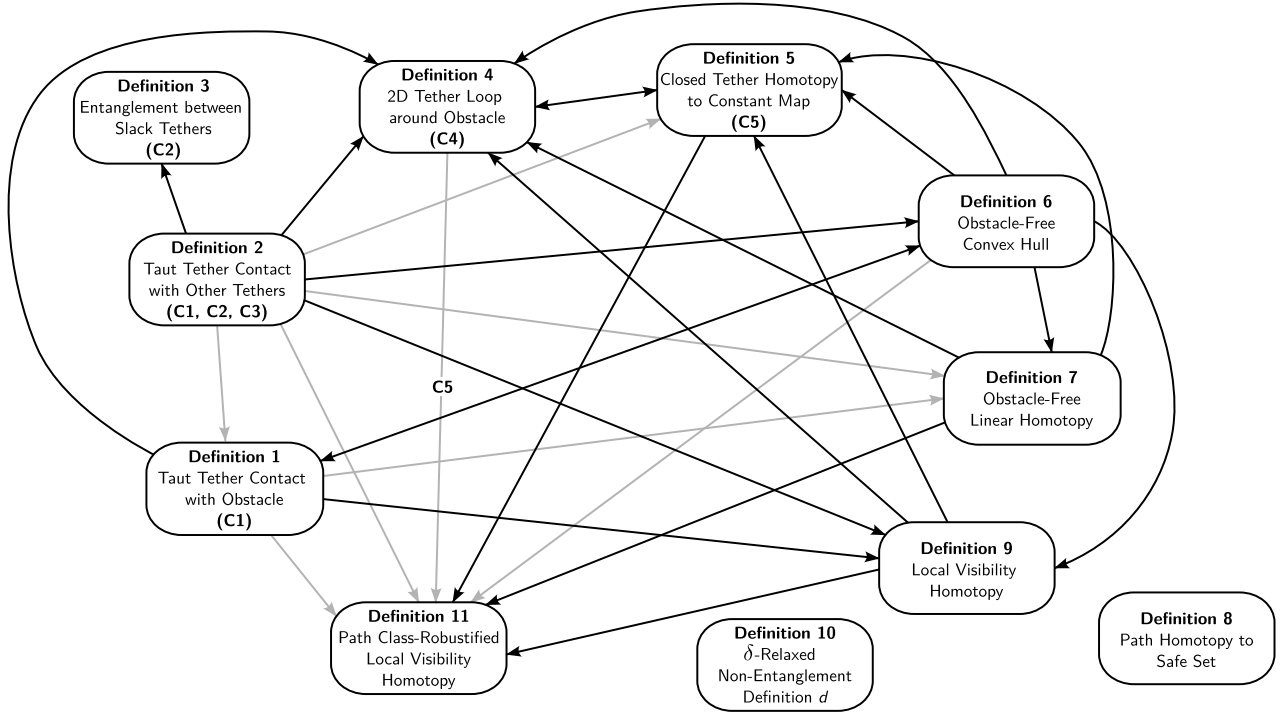 Definition 3
Entanglement between
Slack Tethers
(C2)
Definition 4
2D Tether Loop
around Obstacle
(C4)
Definition 5
Closed Tether Homotopy
to Constant Map
(C5)
Definition 6
Obstacle-Free
Convex Hull
Definition 2
Taut Tether Contact
with Other Tethers
(C1, C2, C3)
C5
Definition 7
Obstacle-Free
Linear Homotopy
Definition 1
Taut Tether Contact
with Obstacle
(C1)
Definition 9
Local Visibility
Homotopy
Definition 11
Path Class-Robustified
Local Visibility
Homotopy
Definition 10
δ-Relaxed
Non-Entanglement
Definition d
Definition 8
Path Homotopy to
Safe Set